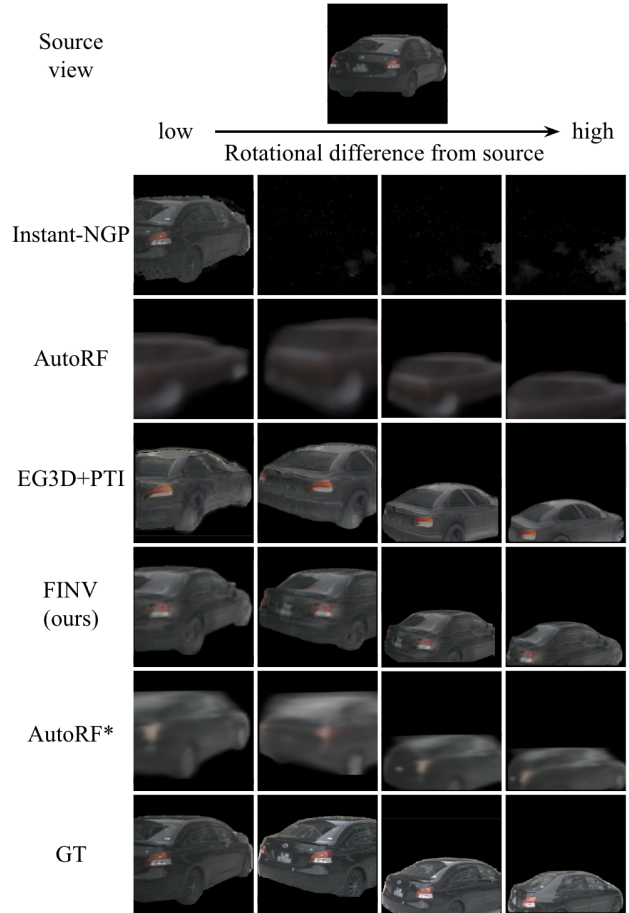 Source
view
low
high
Rotational difference from source
Instant-NGP
AutoRF
EG3D+PTI
FINV
(ours)
AutoRF*
GT